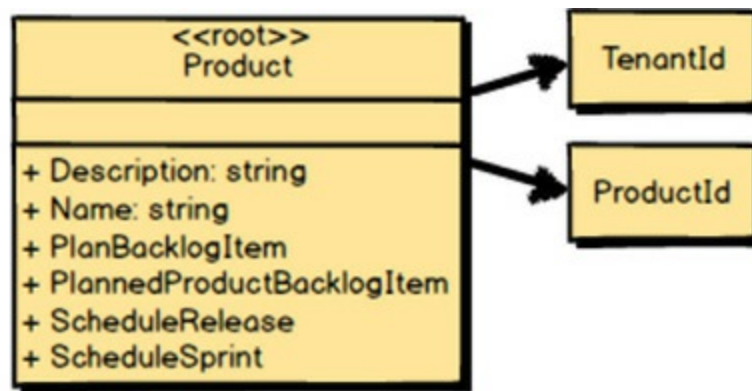 <<root>>
Product
+ Description: string
+ Name: string
+ PlanBacklogItem
+ PlannedProductBacklogItem
+ ScheduleRelease
+ ScheduleSprint
TenantId
ProductId